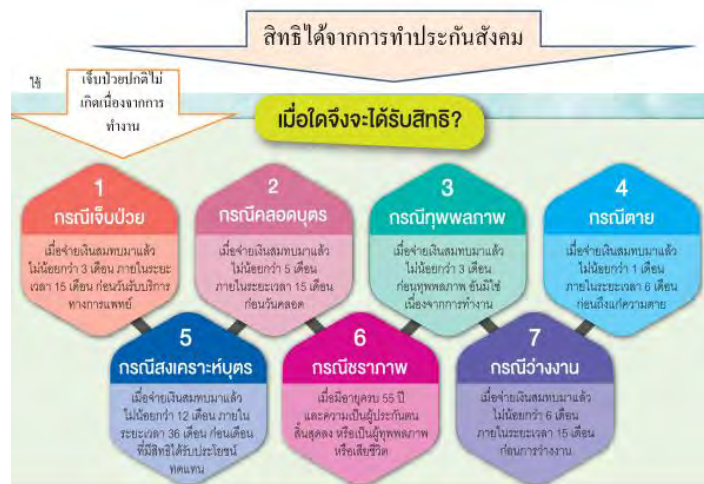 สิทธิได้จากการทำประกันสังคม
ใช้
เจ็บป่วยปกติไม่
เกิดเนื่องจากการ
ทำงาน
เมื่อใดจึงจะได้รับสิทธิ?
1
กรณีเจ็บป่วย
เมื่อจ่ายเงินสมทบมาแล้ว
ไม่น้อยกว่า 3 เดือน ภายในระยะ
เวลา 15 เดือน ก่อนวันรับบริการ
ทางการแพทย์
2
กรณีคลอดบุตร
เมื่อจ่ายเงินสมทบมาแล้ว
ไม่น้อยกว่า 5 เดือน
ภายในระยะเวลา 15 เดือน
ก่อนวันคลอด
3
กรณีทุพพลภาพ
เมื่อจ่ายเงินสมทบมาแล้ว
ไม่น้อยกว่า 3 เดือน
ก่อนทุพพลภาพ อันมิใช่
เนื่องจากการทำงาน
4
กรณีตาย
เมื่อจ่ายเงินสมทบมาแล้ว
ไม่น้อยกว่า 1 เดือน
ภายในระยะเวลา 6 เดือน
ก่อนถึงแก่ความตาย
5
กรณีสงเคราะห์บุตร
เมื่อจ่ายเงินสมทบมาแล้ว
ไม่น้อยกว่า 12 เดือน ภายใน
ระยะเวลา 36 เดือน ก่อนเดือน
ที่มีสิทธิได้รับประโยชน์
ทดแทน
6
กรณีชราภาพ
เมื่อมีอายุครบ 55 ปี
และความเป็นผู้ประกันตน
สิ้นสุดลง หรือเป็นผู้ทุพพลภาพ
หรือเสียชีวิต
7
กรณีว่างงาน
เมื่อจ่ายเงินสมทบมาแล้ว
ไม่น้อยกว่า 6 เดือน
ภายในระยะเวลา 15 เดือน
ก่อนการว่างงาน